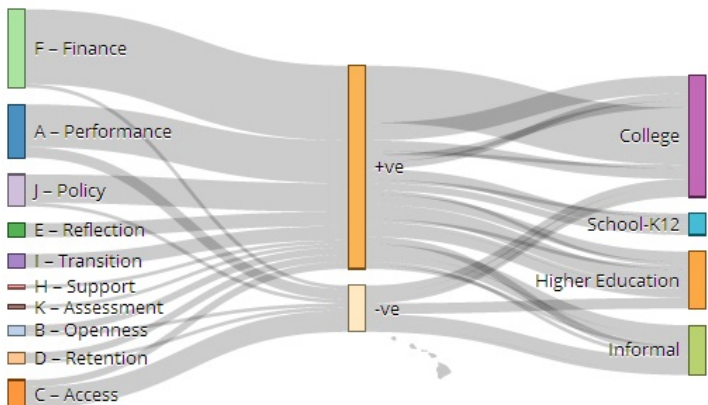 F – Finance
A – Performance
J – Policy
E – Reflection
I – Transition
H – Support
K – Assessment
B – Openness
D – Retention
C – Access
+ve
-ve
College
School-K12
Higher Education
Informal